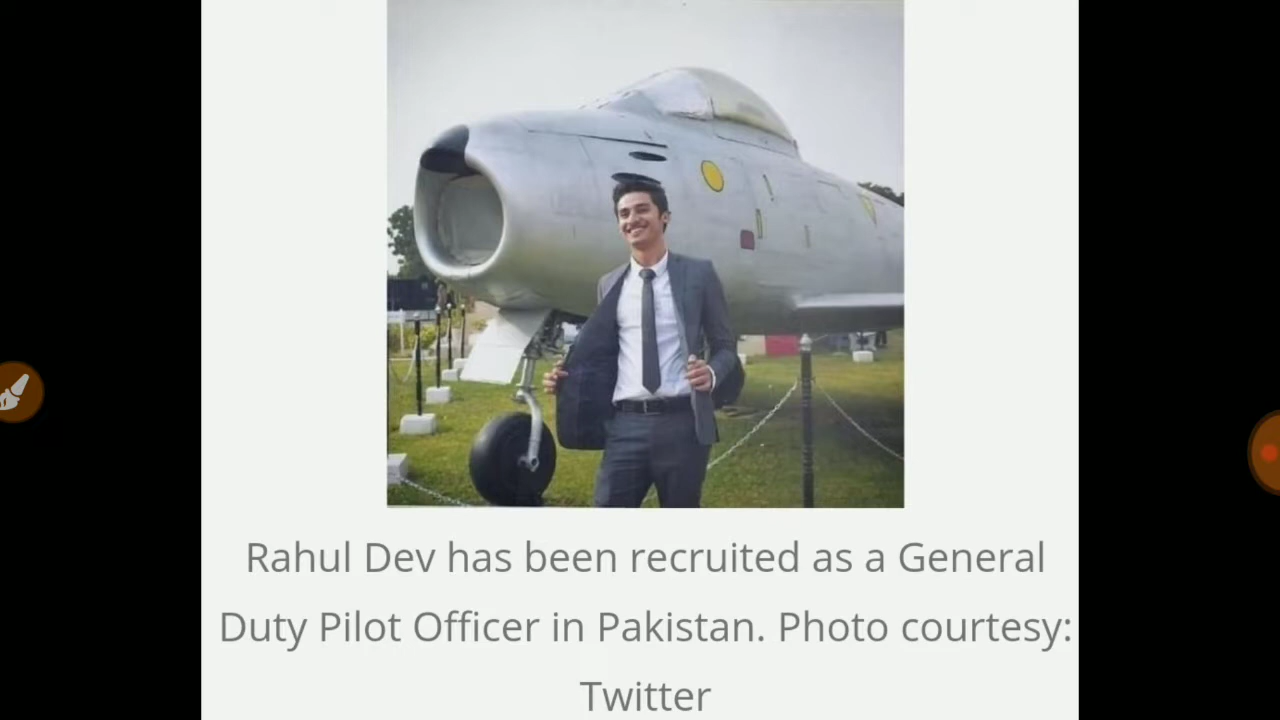 Rahul Dev has been recruited as a General
Duty Pilot Officer in Pakistan. Photo courtesy:
Twitter